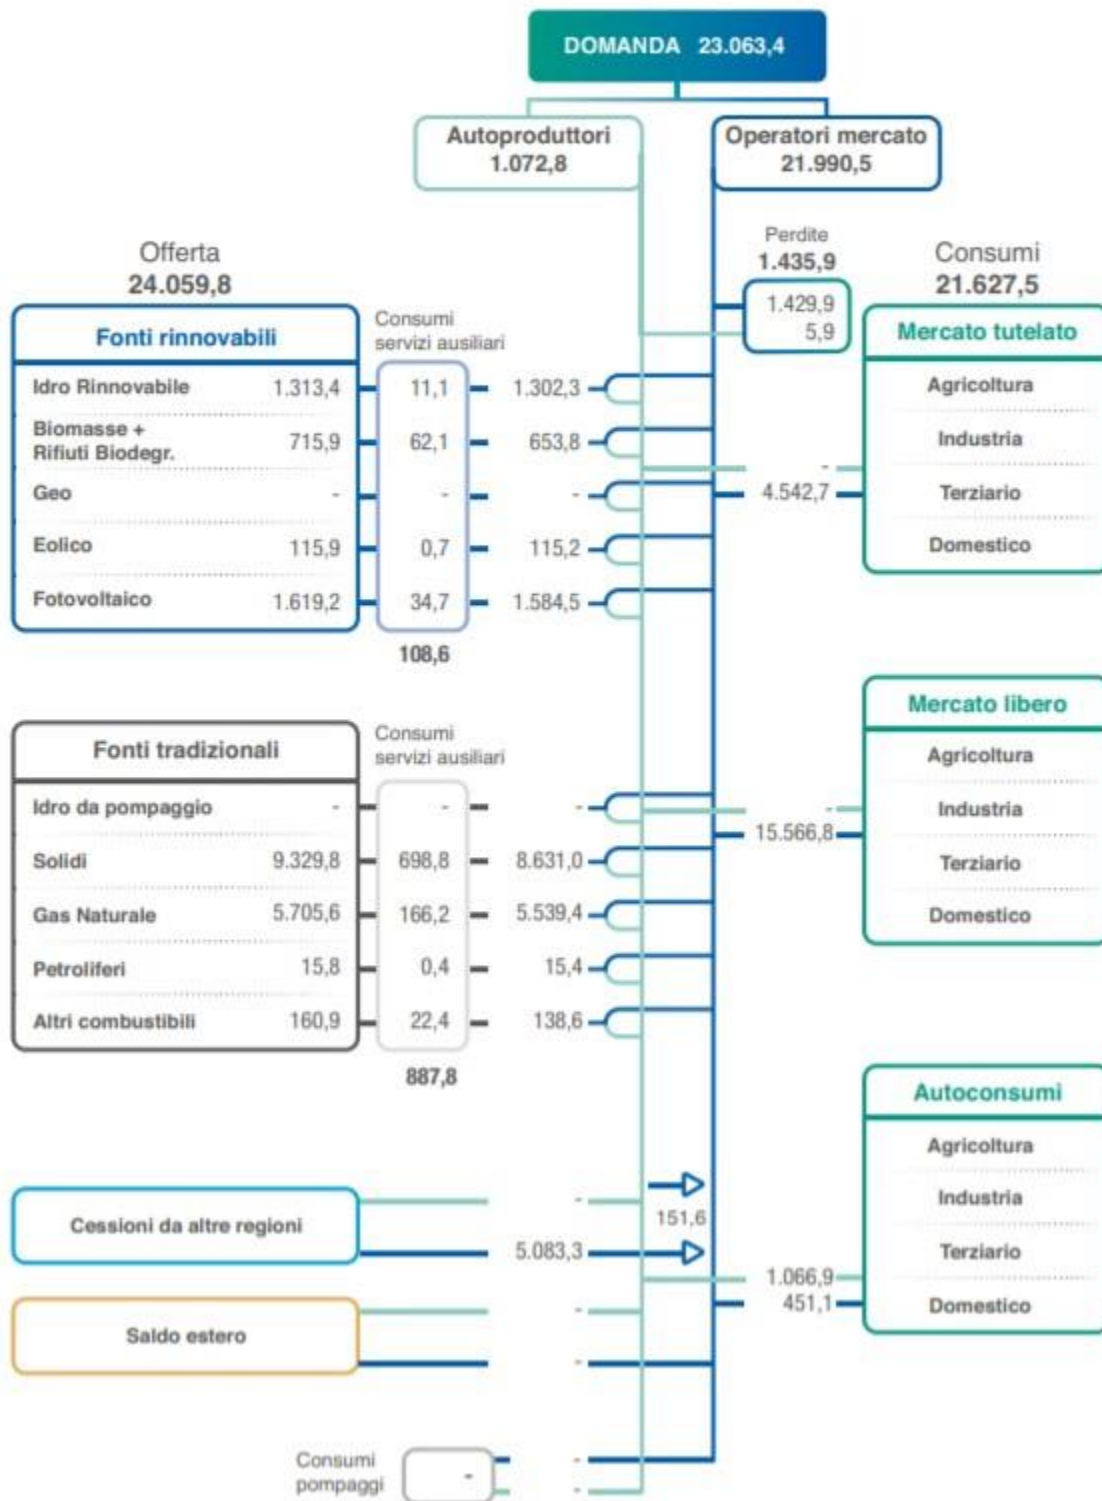 DOMANDA 23.063,4
Autoproduttori
1.072,8
Operatori mercato
21.990,5
Offerta
24.059,8
Perdite
1.435,9
1.429,9
5,9
Consumi
21.627,5
Fonti rinnovabili
Consumi
servizi ausiliari
Idro Rinnovabile 1.313,4 11,1 1.302,3
Biomasse +
Rifiuti Biodegr. 715,9 62,1 653,8
Geo - - -
Eolico 115,9 0,7 115,2
Fotovoltaico 1.619,2 34,7 1.584,5
108,6
Mercato tutelato
Agricoltura
Industria
-
4.542,7 Terziario
Domestico
Fonti tradizionali
Consumi
servizi ausiliari
Idro da pompaggio - - -
Solidi 9.329,8 698,8 8.631,0
Gas Naturale 5.705,6 166,2 5.539,4
Petroliferi 15,8 0,4 15,4
Altri combustibili 160,9 22,4 138,6
887,8
Mercato libero
Agricoltura
- Industria
15.566,8
Terziario
Domestico
Cessioni da altre regioni
-
151,6
5.083,3
Saldo estero
-
-
Autoconsumi
Agricoltura
Industria
Terziario
1.066,9
451,1 Domestico
Consumi
pompaggi
-
-
-